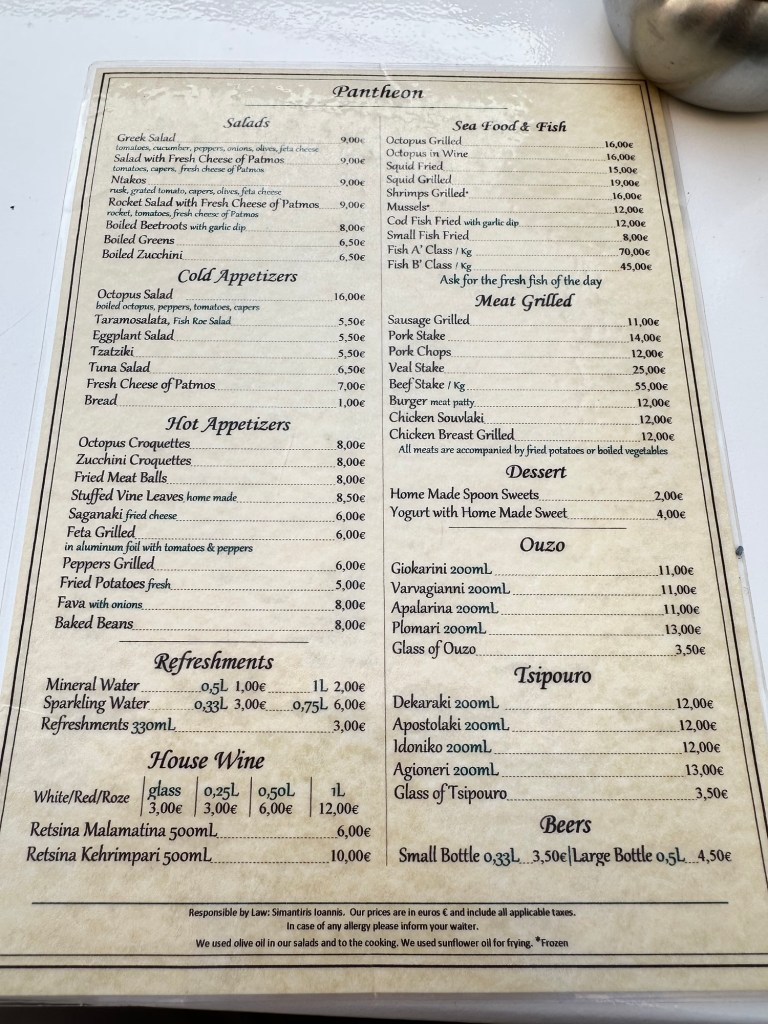 Pantheon
Salads
Greek Salad 9,00€
tomatoes, cucumber, peppers, onions, olives, feta cheese
Salad with Fresh Cheese of Patmos 9,00€
tomatoes, capers, fresh cheese of Patmos
Ntakos 9,00€
rusk, grated tomato, capers, olives, feta cheese
Rocket Salad with Fresh Cheese of Patmos 9,00€
rocket, tomatoes, fresh cheese of Patmos
Boiled Beetroots with garlic dip 8,00€
Boiled Greens 6,50€
Boiled Zucchini 6,50€
Cold Appetizers
Octopus Salad 16,00€
boiled octopus, peppers, tomatoes, capers
Taramosalata, Fish Roe Salad 5,50€
Eggplant Salad 5,50€
Tzatziki 5,50€
Tuna Salad 6,50€
Fresh Cheese of Patmos 7,00€
Bread 1,00€
Hot Appetizers
Octopus Croquettes 8,00€
Zucchini Croquettes 8,00€
Fried Meat Balls 8,00€
Stuffed Vine Leaves home made 8,50€
Saganaki fried cheese 6,00€
Feta Grilled 6,00€
in aluminum foil with tomatoes & peppers
Peppers Grilled 6,00€
Fried Potatoes fresh 5,00€
Fava with onions 8,00€
Baked Beans 8,00€
Refreshments
Mineral Water 0,5L 1,00€ 1L 2,00€
Sparkling Water 0,33L 3,00€ 0,75L 6,00€
Refreshments 330mL 3,00€
House Wine
White/Red/Roze glass 0,25L 0,50L 1L
3,00€ 3,00€ 6,00€ 12,00€
Retsina Malamatina 500mL 6,00€
Retsina Kehrimpari 500mL 10,00€
Sea Food & Fish
Octopus Grilled 16,00€
Octopus in Wine 16,00€
Squid Fried 15,00€
Squid Grilled 19,00€
Shrimps Grilled* 16,00€
Mussels* 12,00€
Cod Fish Fried with garlic dip 12,00€
Small Fish Fried 8,00€
Fish A' Class / Kg 70,00€
Fish B' Class / Kg 45,00€
Ask for the fresh fish of the day
Meat Grilled
Sausage Grilled 11,00€
Pork Stake 14,00€
Pork Chops 12,00€
Veal Stake 25,00€
Beef Stake / Kg 55,00€
Burger meat patty 12,00€
Chicken Souvlaki 12,00€
Chicken Breast Grilled 12,00€
All meats are accompanied by fried potatoes or boiled vegetables
Dessert
Home Made Spoon Sweets 2,00€
Yogurt with Home Made Sweet 4,00€
Ouzo
Giokarini 200mL 11,00€
Varvagianni 200mL 11,00€
Apalarina 200mL 11,00€
Plomari 200mL 13,00€
Glass of Ouzo 3,50€
Tsipouro
Dekaraki 200mL 12,00€
Apostolaki 200mL 12,00€
Idoniko 200mL 12,00€
Agioneri 200mL 13,00€
Glass of Tsipouro 3,50€
Beers
Small Bottle 0,33L 3,50€ | Large Bottle 0,5L 4,50€
Responsible by Law: Simantiris Ioannis. Our prices are in euros € and include all applicable taxes.
In case of any allergy please inform your waiter.
We used olive oil in our salads and to the cooking. We used sunflower oil for frying. *Frozen